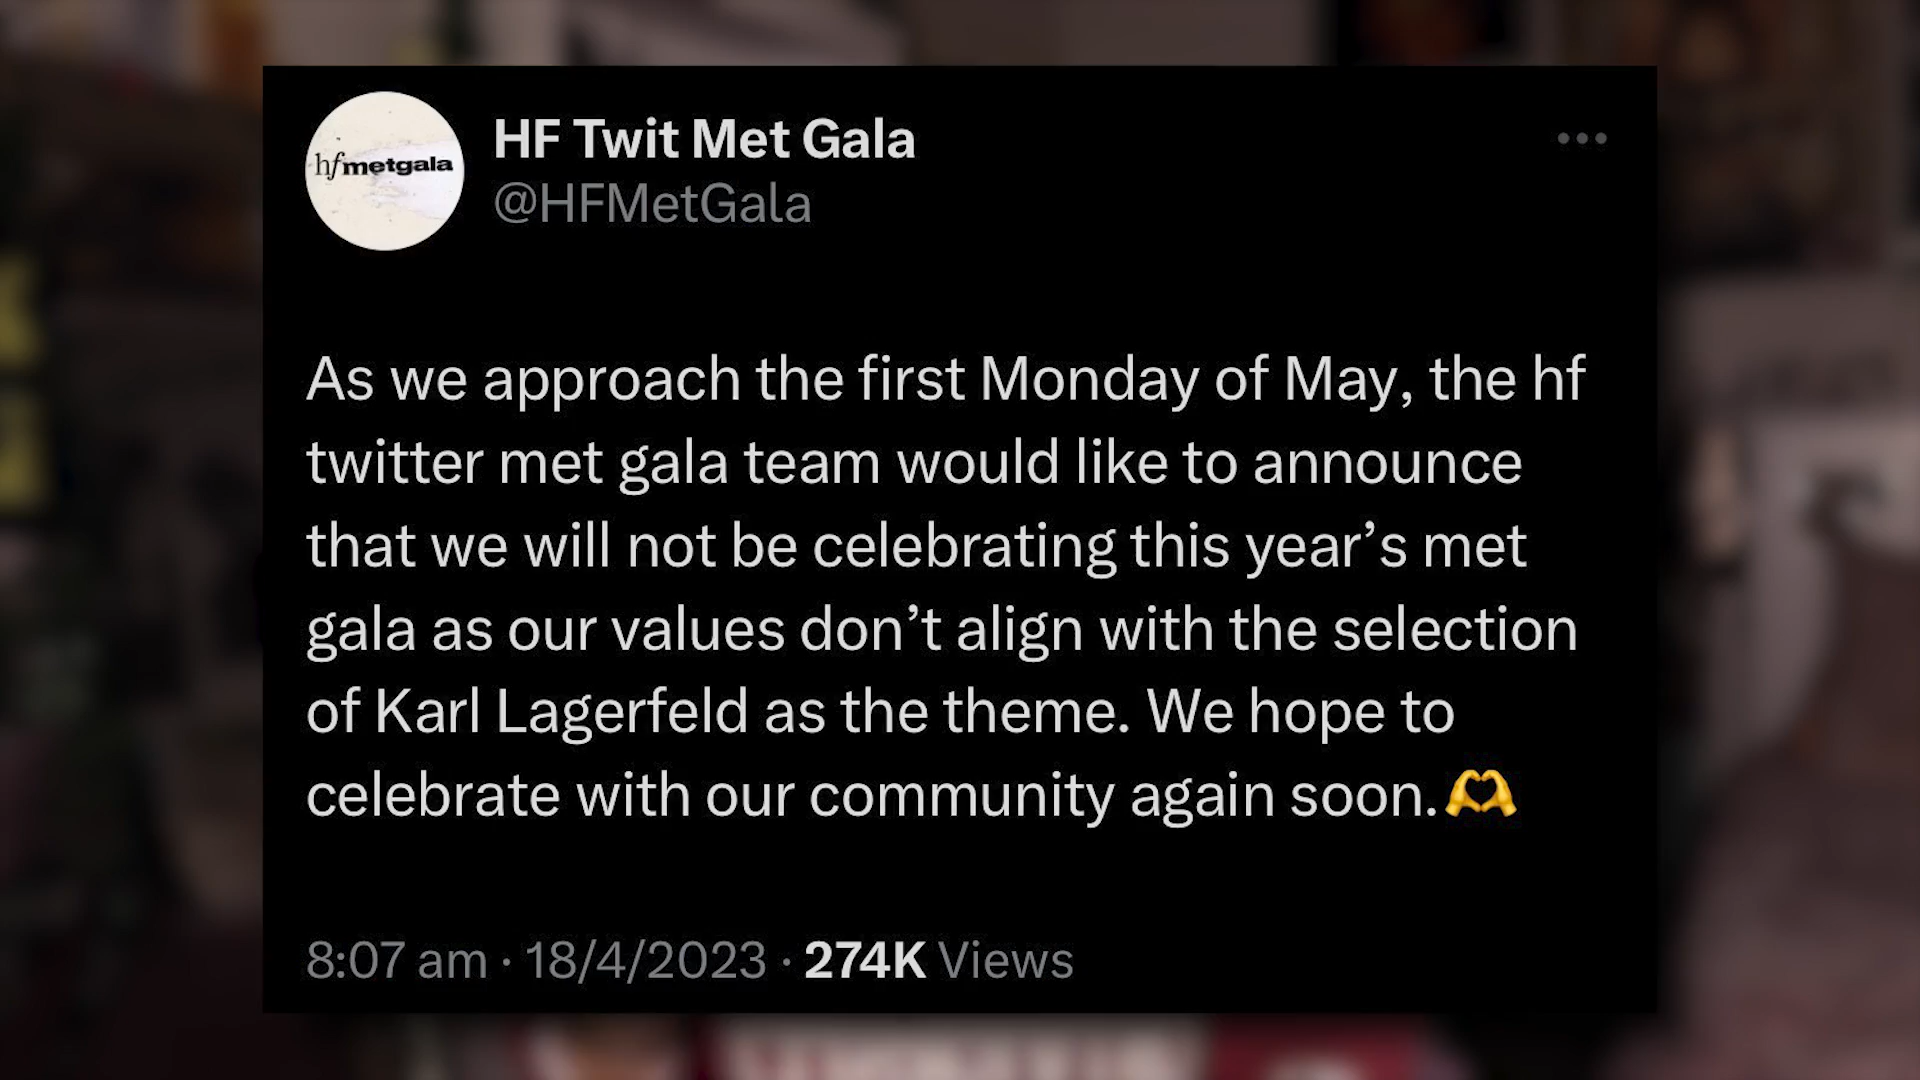 hfmetgala
HF Twit Met Gala
@HFMetGala
As we approach the first Monday of May, the hf
twitter met gala team would like to announce
that we will not be celebrating this year’s met
gala as our values don’t align with the selection
of Karl Lagerfeld as the theme. We hope to
celebrate with our community again soon.🫶
8:07 am · 18/4/2023 · 274K Views